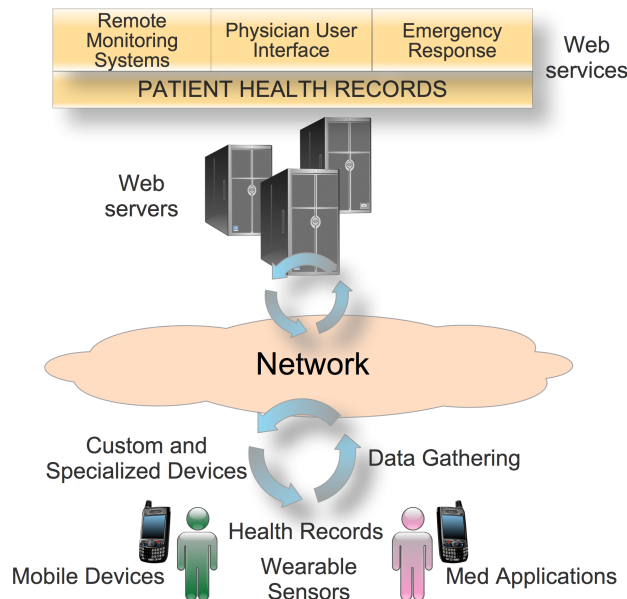 Remote
Monitoring
Systems
Physician User
Interface
Emergency
Response
Web
services
PATIENT HEALTH RECORDS
Web
servers
Network
Custom and
Specialized Devices
Data Gathering
Health Records
Mobile Devices
Wearable
Sensors
Med Applications